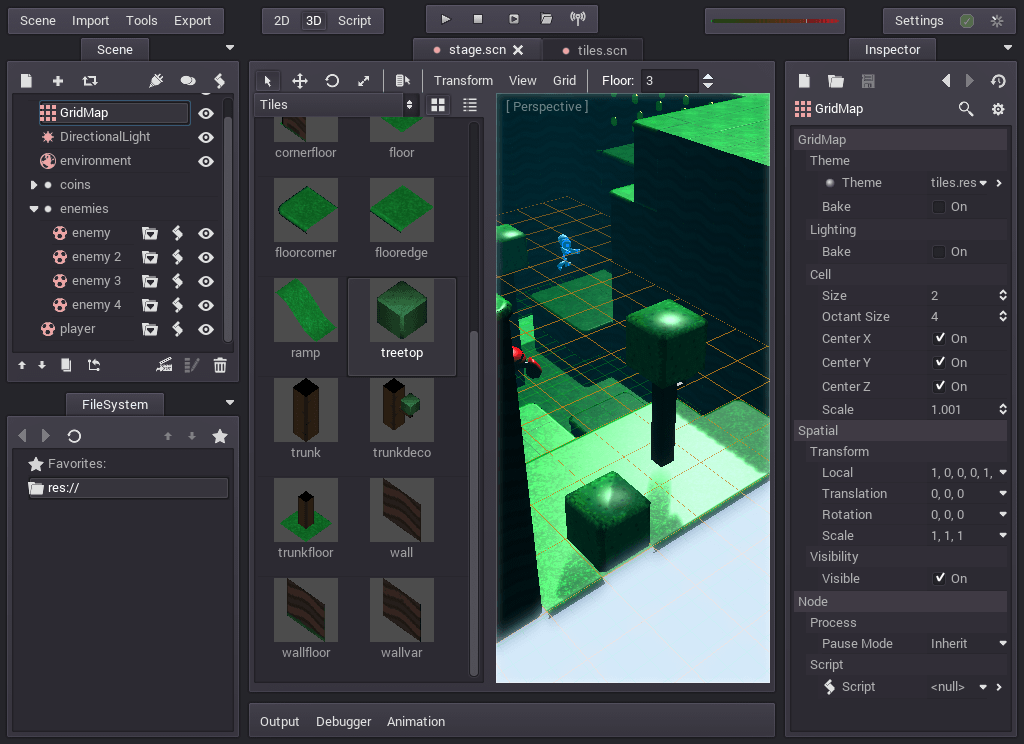 Scene Import Tools Export
2D 3D Script
Settings
Scene
stage.scn
tiles.scn
Inspector
GridMap
DirectionalLight
environment
coins
enemies
enemy
enemy 2
enemy 3
enemy 4
player
FileSystem
Favorites:
res://
Transform View Grid Floor: 3
Tiles
[ Perspective ]
cornerfloor floor
floorcorner flooredge
ramp treetop
trunk trunkdeco
trunkfloor wall
wallfloor wallvar
Output Debugger Animation
GridMap
GridMap
Theme
Theme tiles.res
Bake On
Lighting
Bake On
Cell
Size 2
Octant Size 4
Center X On
Center Y On
Center Z On
Scale 1.001
Spatial
Transform
Local 1, 0, 0, 0, 1,
Translation 0, 0, 0
Rotation 0, 0, 0
Scale 1, 1, 1
Visibility
Visible On
Node
Process
Pause Mode Inherit
Script
Script <null>